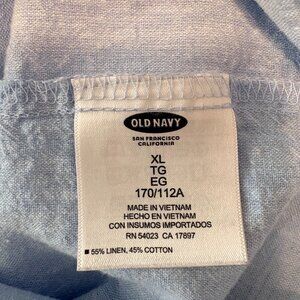 OLD NAVY
SAN FRANCISCO
CALIFORNIA
XL
TG
EG
170/112A
MADE IN VIETNAM
HECHO EN VIETNAM
CON INSUMOS IMPORTADOS
RN 54023 CA 17897
■ 55% LINEN, 45% COTTON